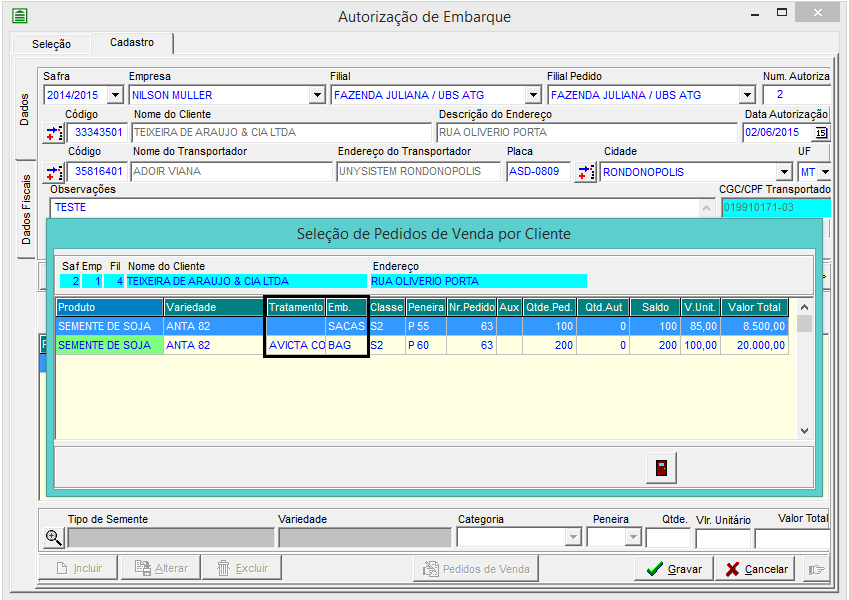 Autorização de Embarque
Seleção Cadastro
Dados
Dados Fiscais
Safra Empresa Filial Filial Pedido Num. Autoriza
2014/2015 NILSON MULLER FAZENDA JULIANA / UBS ATG FAZENDA JULIANA / UBS ATG 2
Código Nome do Cliente Descrição do Endereço Data Autorização
33343501 TEIXEIRA DE ARAUJO & CIA LTDA RUA OLIVERIO PORTA 02/06/2015 15
Código Nome do Transportador Endereço do Transportador Placa Cidade UF
35816401 ADOIR VIANA UNYSISTEM RONDONOPOLIS ASD-0809 RONDONOPOLIS MT
Observações CGC/CPF Transportado
TESTE 019910171-03
Seleção de Pedidos de Venda por Cliente
Saf Emp Fil Nome do Cliente Endereço
2 1 4 TEIXEIRA DE ARAUJO & CIA LTDA RUA OLIVERIO PORTA
Produto Variedade Tratamento Emb. Classe Peneira Nr.Pedido Aux Qtde.Ped. Qtd.Aut Saldo V.Unit. Valor Total
SEMENTE DE SOJA ANTA 82 SACAS S2 P 55 63 100 0 100 85,00 8.500,00
SEMENTE DE SOJA ANTA 82 AVICTA CO BAG S2 P 60 63 200 0 200 100,00 20.000,00
Tipo de Semente Variedade Categoria Peneira Qtde. Vlr. Unitário Valor Total
Incluir Alterar Excluir Pedidos de Venda Gravar Cancelar